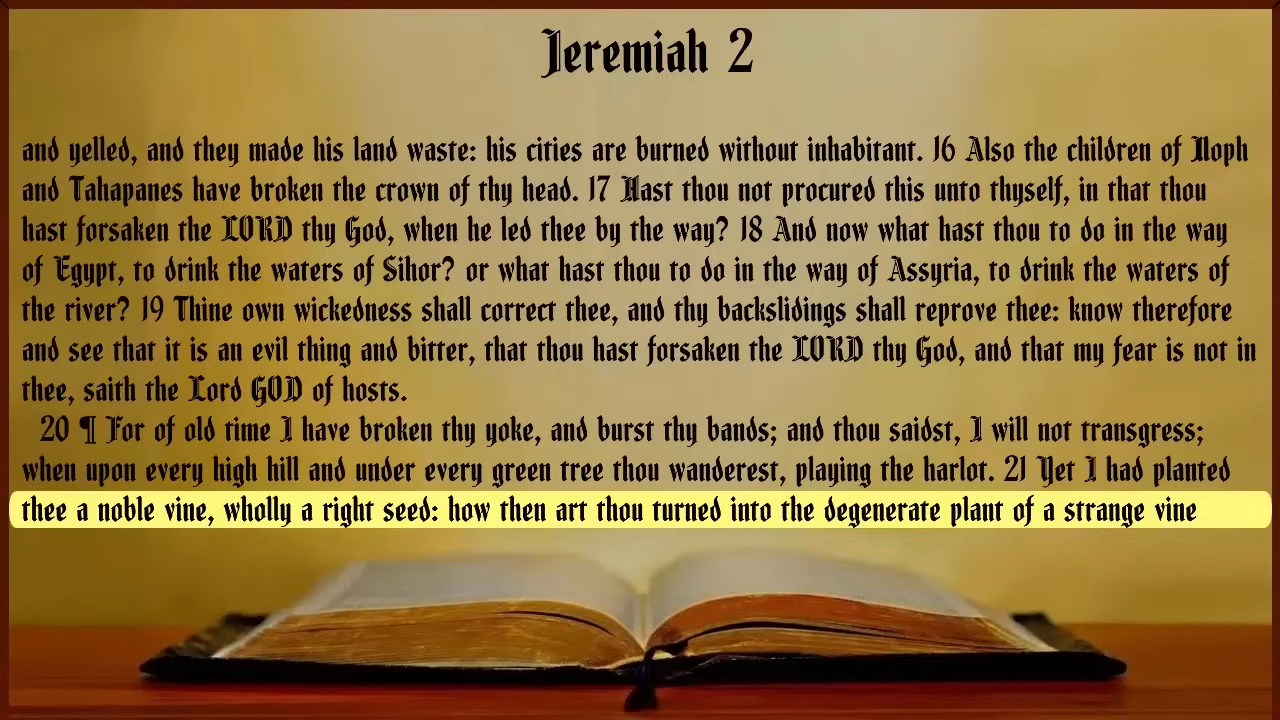 Jeremiah 2
and yelled, and they made his land waste: his cities are burned without inhabitant. 16 Also the children of Noph
and Tahapanes have broken the crown of thy head. 17 Hast thou not procured this unto thyself, in that thou
hast forsaken the LORD thy God, when he led thee by the way? 18 And now what hast thou to do in the way
of Egypt, to drink the waters of Sihor? or what hast thou to do in the way of Assyria, to drink the waters of
the river? 19 Thine own wickedness shall correct thee, and thy backslidings shall reprove thee: know therefore
and see that it is an evil thing and bitter, that thou hast forsaken the LORD thy God, and that my fear is not in
thee, saith the Lord GOD of hosts.
20 ¶ For of old time I have broken thy yoke, and burst thy bands; and thou saidst, I will not transgress;
when upon every high hill and under every green tree thou wanderest, playing the harlot. 21 Yet I had planted
thee a noble vine, wholly a right seed: how then art thou turned into the degenerate plant of a strange vine